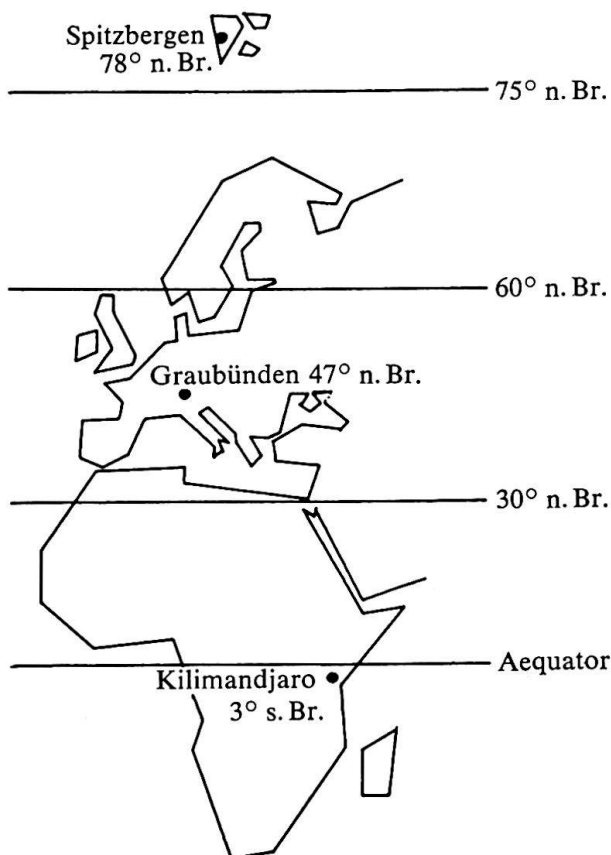 Spitzbergen
78° n. Br.
75° n. Br.
60° n. Br.
Graubünden 47° n. Br.
30° n. Br.
Aequator
Kilimandjaro
3° s. Br.